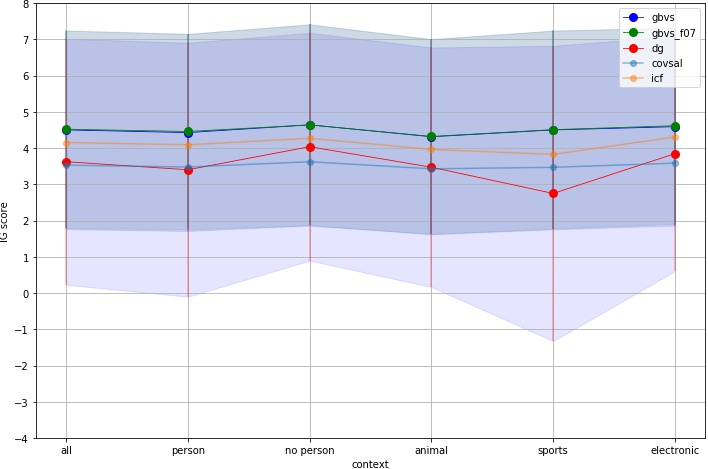 8
7
6
5
4
3
2
1
0
−1
−2
−3
−4
IG score
gbvs
gbvs_f07
dg
covsal
icf
all person no person animal sports electronic
context